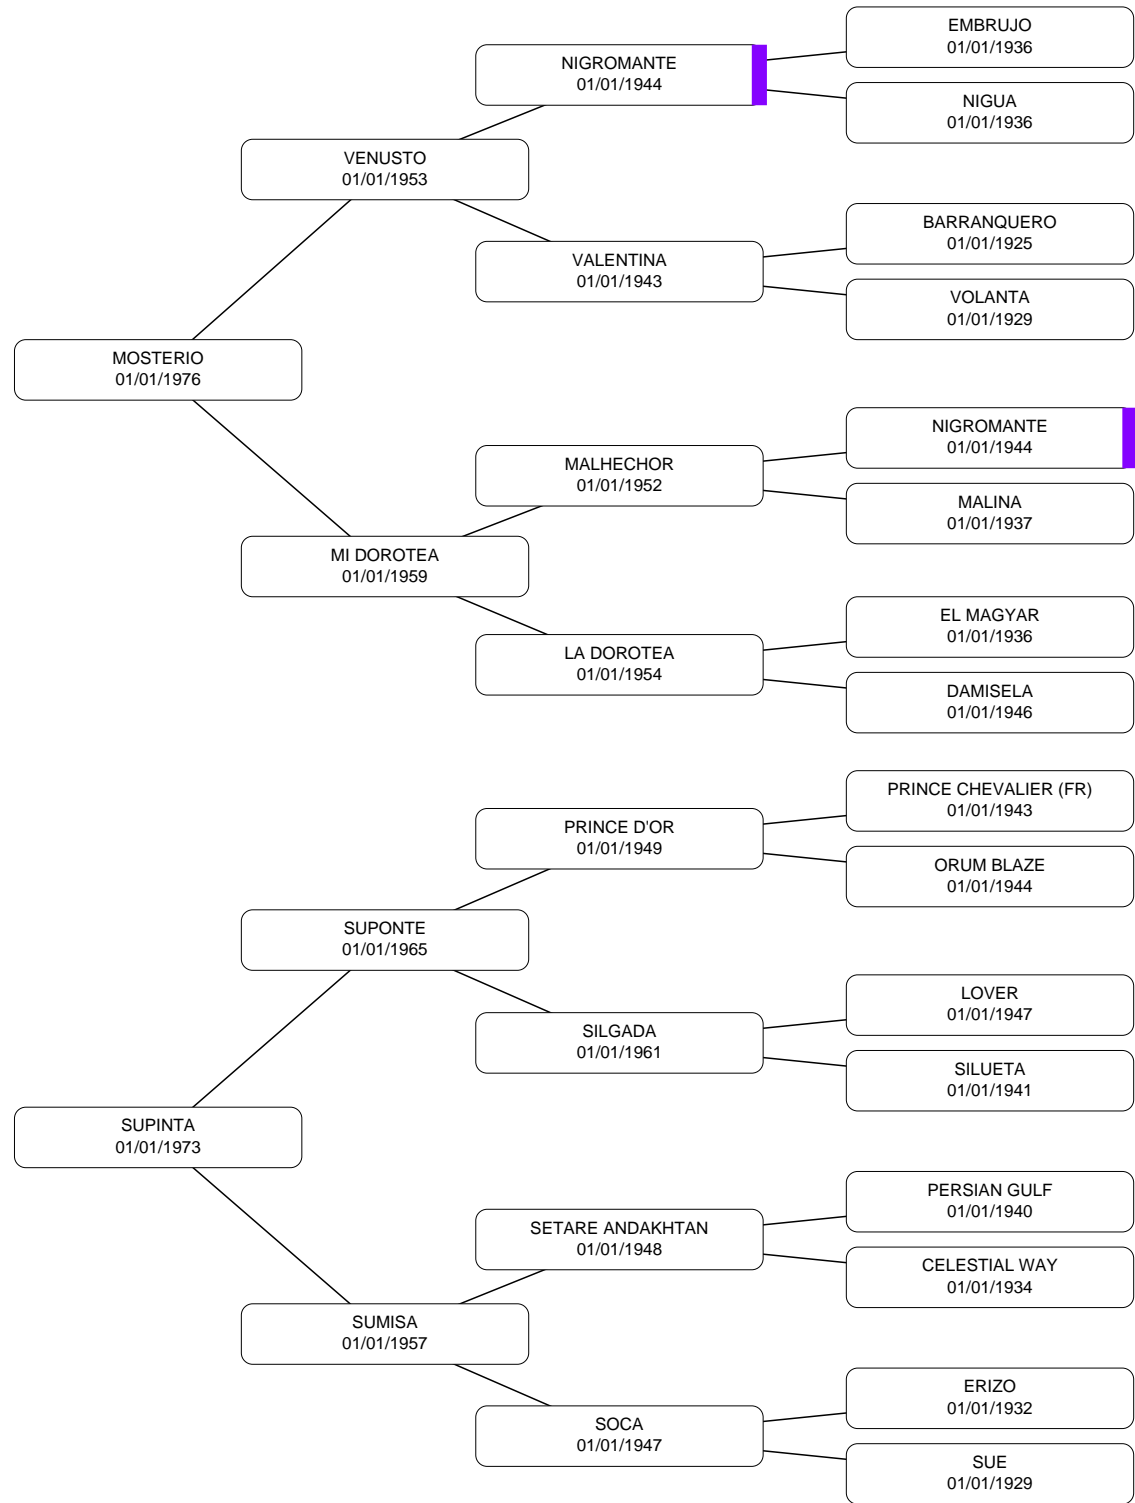 EMBRUJO
01/01/1936
NIGROMANTE
01/01/1944
NIGUA
01/01/1936
VENUSTO
01/01/1953
BARRANQUERO
01/01/1925
VALENTINA
01/01/1943
VOLANTA
01/01/1929
MOSTERIO
01/01/1976
NIGROMANTE
01/01/1944
MALHECHOR
01/01/1952
MALINA
01/01/1937
MI DOROTEA
01/01/1959
EL MAGYAR
01/01/1936
LA DOROTEA
01/01/1954
DAMISELA
01/01/1946
PRINCE CHEVALIER (FR)
01/01/1943
PRINCE D'OR
01/01/1949
ORUM BLAZE
01/01/1944
SUPONTE
01/01/1965
LOVER
01/01/1947
SILGADA
01/01/1961
SILUETA
01/01/1941
SUPINTA
01/01/1973
PERSIAN GULF
01/01/1940
SETARE ANDAKHTAN
01/01/1948
CELESTIAL WAY
01/01/1934
SUMISA
01/01/1957
ERIZO
01/01/1932
SOCA
01/01/1947
SUE
01/01/1929